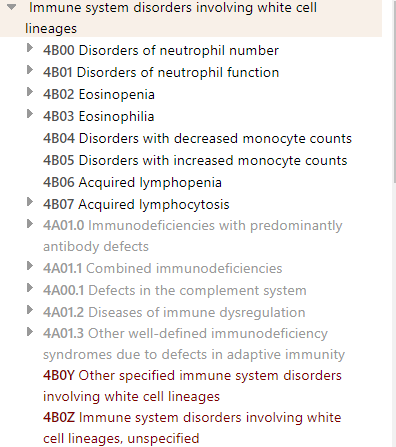 Immune system disorders involving white cell
lineages
4B00 Disorders of neutrophil number
4B01 Disorders of neutrophil function
4B02 Eosinopenia
4B03 Eosinophilia
4B04 Disorders with decreased monocyte counts
4B05 Disorders with increased monocyte counts
4B06 Acquired lymphopenia
4B07 Acquired lymphocytosis
4A01.0 Immunodeficiencies with predominantly
antibody defects
4A01.1 Combined immunodeficiencies
4A00.1 Defects in the complement system
4A01.2 Diseases of immune dysregulation
4A01.3 Other well-defined immunodeficiency
syndromes due to defects in adaptive immunity
4B0Y Other specified immune system disorders
involving white cell lineages
4B0Z Immune system disorders involving white
cell lineages, unspecified